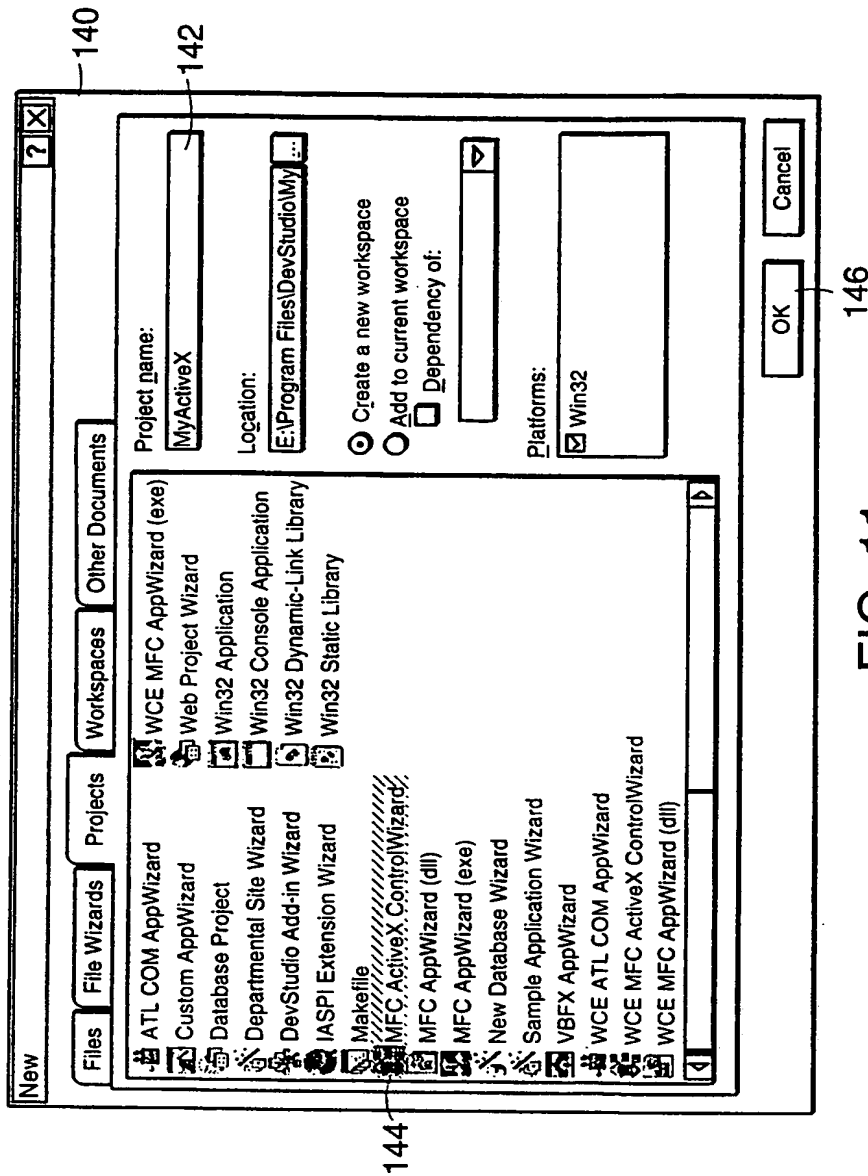 New
? X
140
Files
File Wizards
Projects
Workspaces
Other Documents
ATL COM AppWizard
Custom AppWizard
Database Project
Departmental Site Wizard
DevStudio Add-in Wizard
IASPI Extension Wizard
Makefile
MFC ActiveX ControlWizard
MFC AppWizard (dll)
MFC AppWizard (exe)
New Database Wizard
Sample Application Wizard
VBFX AppWizard
WCE ATL COM AppWizard
WCE MFC ActiveX ControlWizard
WCE MFC AppWizard (dll)
144
WCE MFC AppWizard (exe)
Web Project Wizard
Win32 Application
Win32 Console Application
Win32 Dynamic-Link Library
Win32 Static Library
Project name:
MyActiveX
142
Location:
E:\Program Files\DevStudio\My
...
Create a new workspace
Add to current workspace
Dependency of:
Platforms:
Win32
OK
Cancel
146
FIG. 11